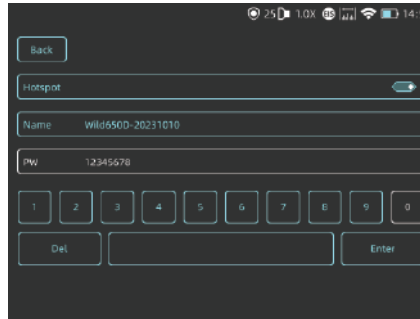 25 1.0X EIS 14:
Back
Hotspot
Name Wild650D-20231010
PW 12345678
1 2 3 4 5 6 7 8 9 0
Del Enter